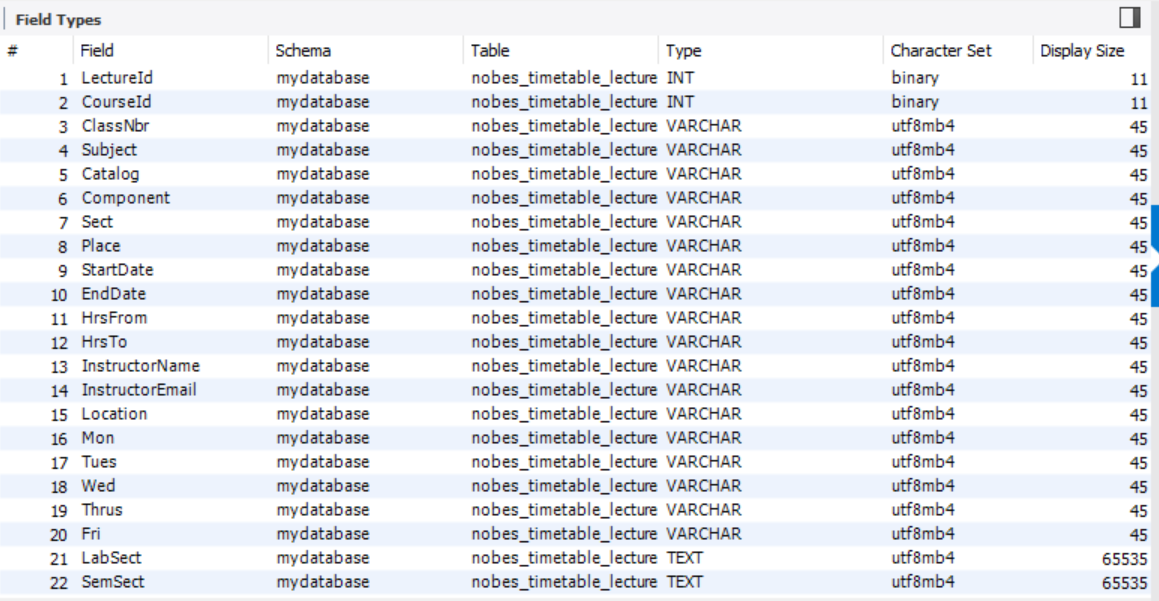 Field Types
# Field Schema Table Type Character Set Display Size
1 LectureId mydatabase nobes_timetable_lecture INT binary 11
2 CourseId mydatabase nobes_timetable_lecture INT binary 11
3 ClassNbr mydatabase nobes_timetable_lecture VARCHAR utf8mb4 45
4 Subject mydatabase nobes_timetable_lecture VARCHAR utf8mb4 45
5 Catalog mydatabase nobes_timetable_lecture VARCHAR utf8mb4 45
6 Component mydatabase nobes_timetable_lecture VARCHAR utf8mb4 45
7 Sect mydatabase nobes_timetable_lecture VARCHAR utf8mb4 45
8 Place mydatabase nobes_timetable_lecture VARCHAR utf8mb4 45
9 StartDate mydatabase nobes_timetable_lecture VARCHAR utf8mb4 45
10 EndDate mydatabase nobes_timetable_lecture VARCHAR utf8mb4 45
11 HrsFrom mydatabase nobes_timetable_lecture VARCHAR utf8mb4 45
12 HrsTo mydatabase nobes_timetable_lecture VARCHAR utf8mb4 45
13 InstructorName mydatabase nobes_timetable_lecture VARCHAR utf8mb4 45
14 InstructorEmail mydatabase nobes_timetable_lecture VARCHAR utf8mb4 45
15 Location mydatabase nobes_timetable_lecture VARCHAR utf8mb4 45
16 Mon mydatabase nobes_timetable_lecture VARCHAR utf8mb4 45
17 Tues mydatabase nobes_timetable_lecture VARCHAR utf8mb4 45
18 Wed mydatabase nobes_timetable_lecture VARCHAR utf8mb4 45
19 Thrus mydatabase nobes_timetable_lecture VARCHAR utf8mb4 45
20 Fri mydatabase nobes_timetable_lecture VARCHAR utf8mb4 45
21 LabSect mydatabase nobes_timetable_lecture TEXT utf8mb4 65535
22 SemSect mydatabase nobes_timetable_lecture TEXT utf8mb4 65535